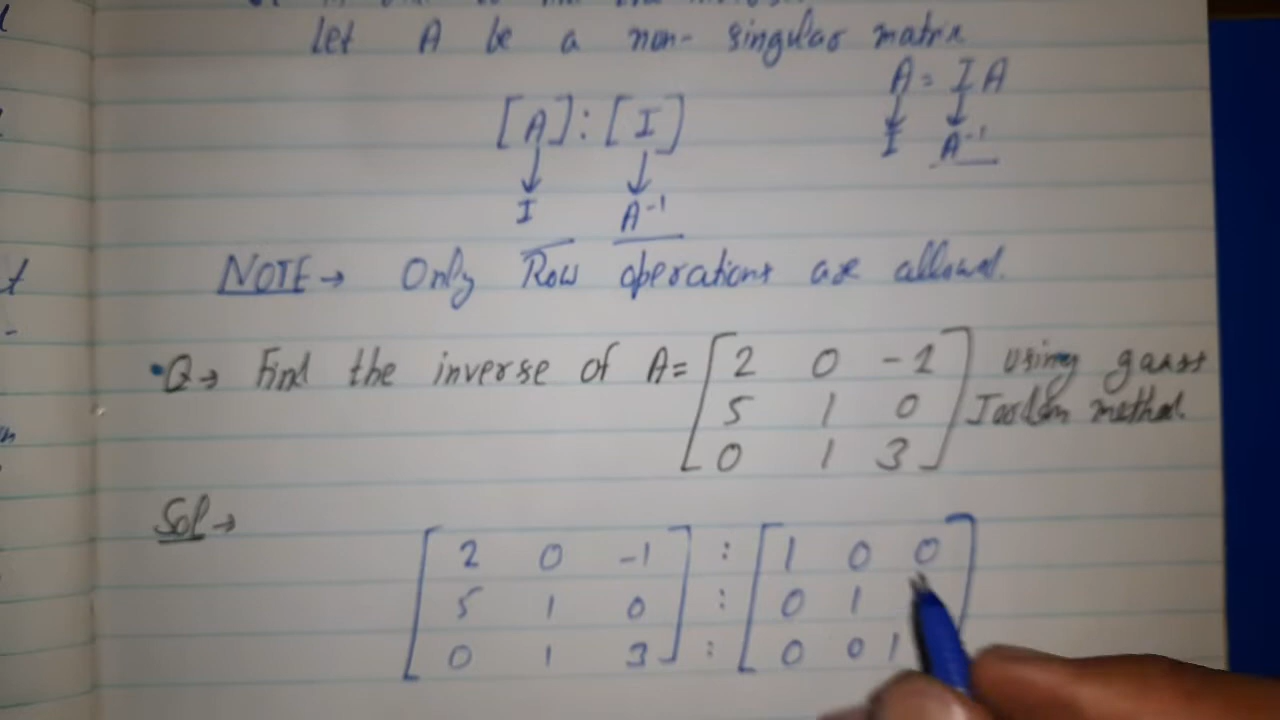 Let A be a non- singular matrix
A = I A
[A] : [I]
↓ ↓
I A⁻¹
↓ ↓
I A⁻¹
NOTE → Only Row operations are allowed.
Q → Find the inverse of A = [2 0 -1 using gauss
5 1 0 Jordan method
0 1 3]
Sol →
[2 0 -1] : [1 0 0]
[5 1 0] : [0 1
[0 1 3] : [0 0 1